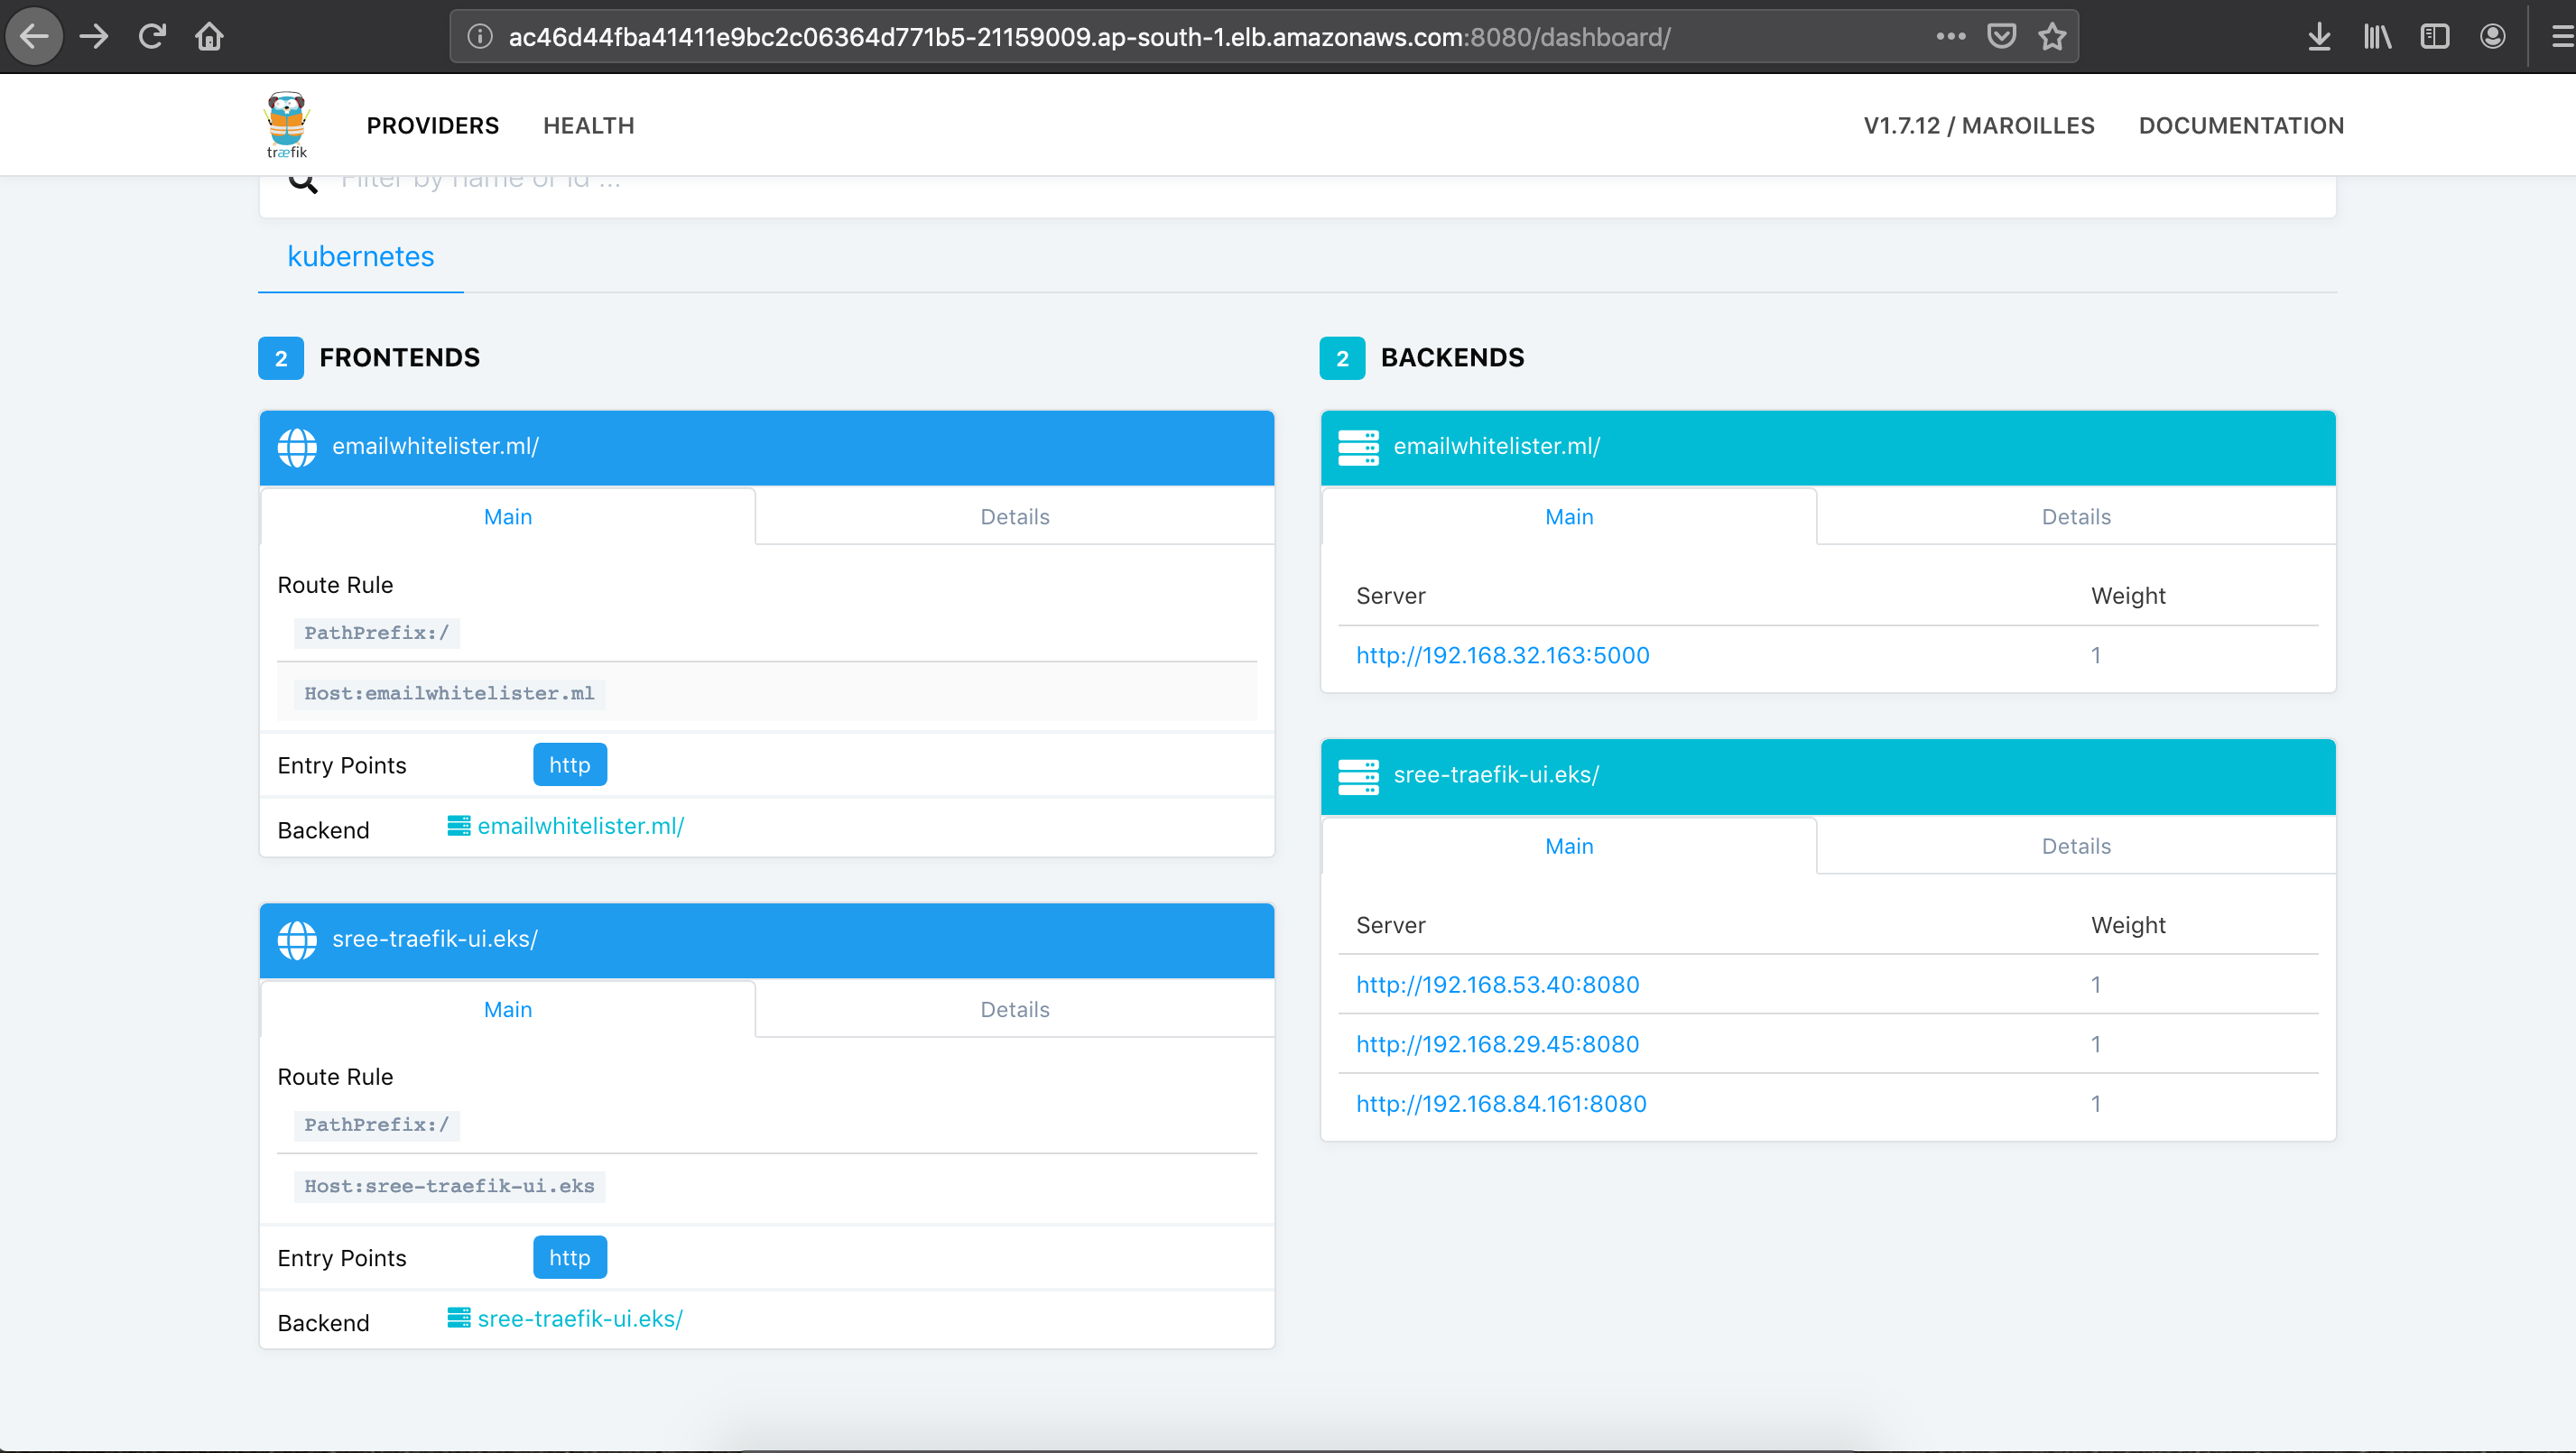 ac46d44fba41411e9bc2c06364d771b5-21159009.ap-south-1.elb.amazonaws.com:8080/dashboard/
træfik
PROVIDERS HEALTH V1.7.12 / MAROILLES DOCUMENTATION
Filter by name or id ...
kubernetes
2 FRONTENDS
emailwhitelister.ml/
Main Details
Route Rule
PathPrefix:/
Host:emailwhitelister.ml
Entry Points http
Backend emailwhitelister.ml/
sree-traefik-ui.eks/
Main Details
Route Rule
PathPrefix:/
Host:sree-traefik-ui.eks
Entry Points http
Backend sree-traefik-ui.eks/
2 BACKENDS
emailwhitelister.ml/
Main Details
Server Weight
http://192.168.32.163:5000 1
sree-traefik-ui.eks/
Main Details
Server Weight
http://192.168.53.40:8080 1
http://192.168.29.45:8080 1
http://192.168.84.161:8080 1